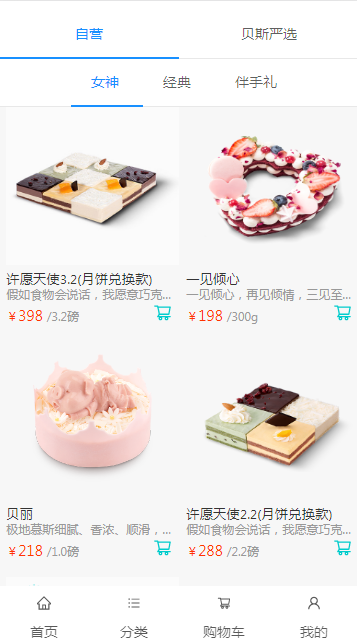 自营
贝斯严选
女神
经典
伴手礼
许愿天使3.2(月饼兑换款)
假如食物会说话，我愿意巧克...
￥398 /3.2磅
一见倾心
一见倾心，再见倾情，三见至...
￥198 /300g
贝丽
极地慕斯细腻、香浓、顺滑，...
￥218 /1.0磅
许愿天使2.2(月饼兑换款)
假如食物会说话，我愿意巧克...
￥288 /2.2磅
首页
分类
购物车
我的